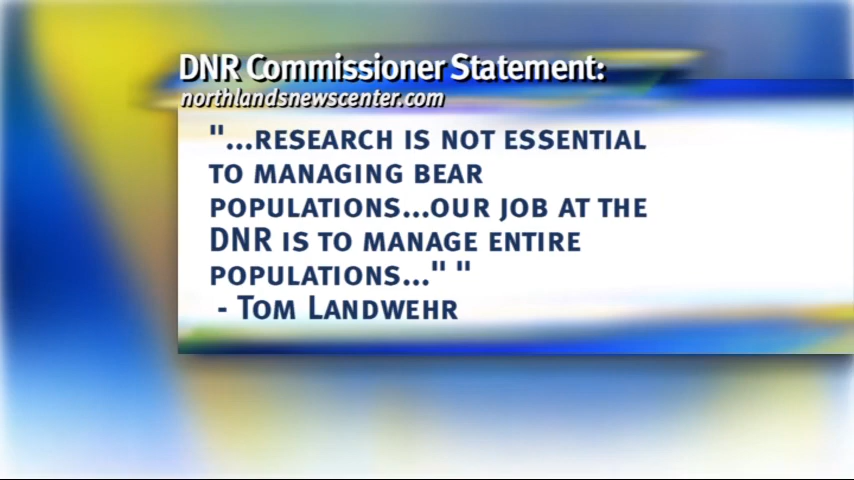 DNR Commissioner Statement:
northlandsnewscenter.com
"...RESEARCH IS NOT ESSENTIAL
TO MANAGING BEAR
POPULATIONS...OUR JOB AT THE
DNR IS TO MANAGE ENTIRE
POPULATIONS..." "
- TOM LANDWEHR